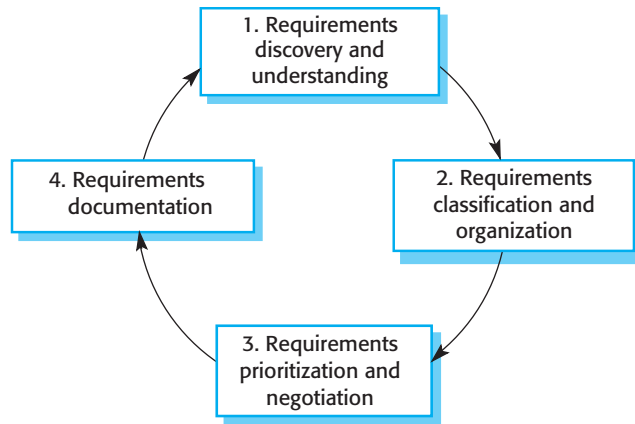 1. Requirements
discovery and
understanding
2. Requirements
classification and
organization
3. Requirements
prioritization and
negotiation
4. Requirements
documentation